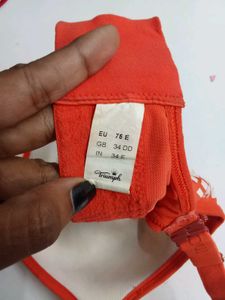 EU 75 E
GB 34 DD
IN 34 E
Triumph